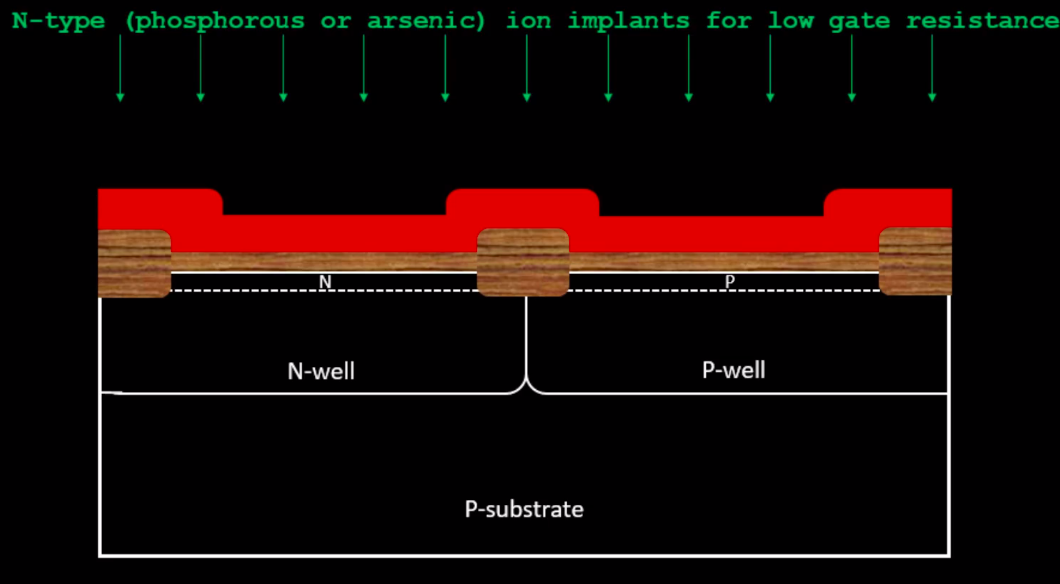 N-type (phosphorous or arsenic) ion implants for low gate resistance
N
P
N-well
P-well
P-substrate